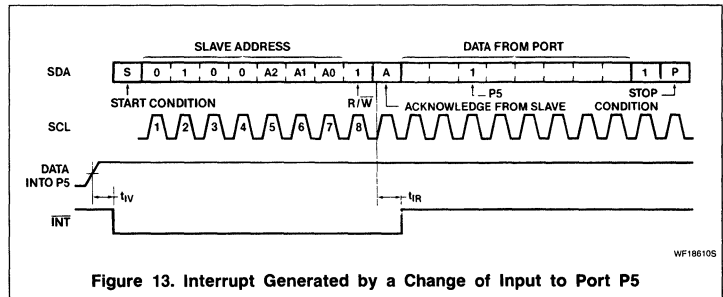 SLAVE ADDRESS DATA FROM PORT
SDA S 0 1 0 0 A2 A1 A0 1 A 1 1 P
START CONDITION R/W̅ P5 STOP
ACKNOWLEDGE FROM SLAVE CONDITION
SCL 1 2 3 4 5 6 7 8
DATA
INTO P5
tIV tIR
I̅N̅T̅
WF18610S
Figure 13. Interrupt Generated by a Change of Input to Port P5